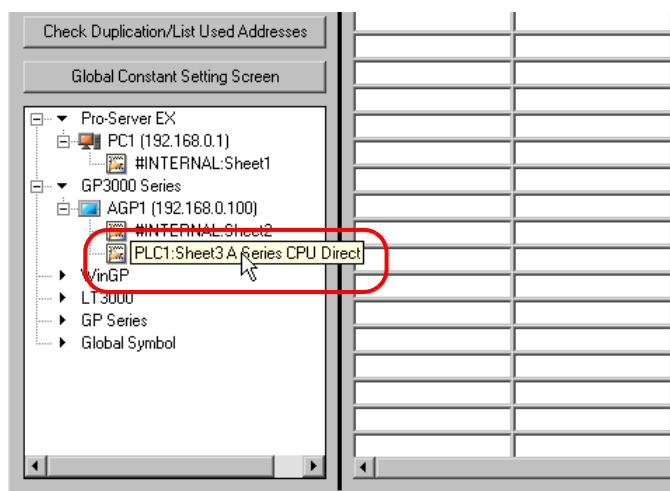 Check Duplication/List Used Addresses
Global Constant Setting Screen
Pro-Server EX
PC1 (192.168.0.1)
#INTERNAL:Sheet1
GP3000 Series
AGP1 (192.168.0.100)
#INTERNAL:Sheet2
PLC1:Sheet3 A Series CPU Direct
WinGP
LT3000
GP Series
Global Symbol